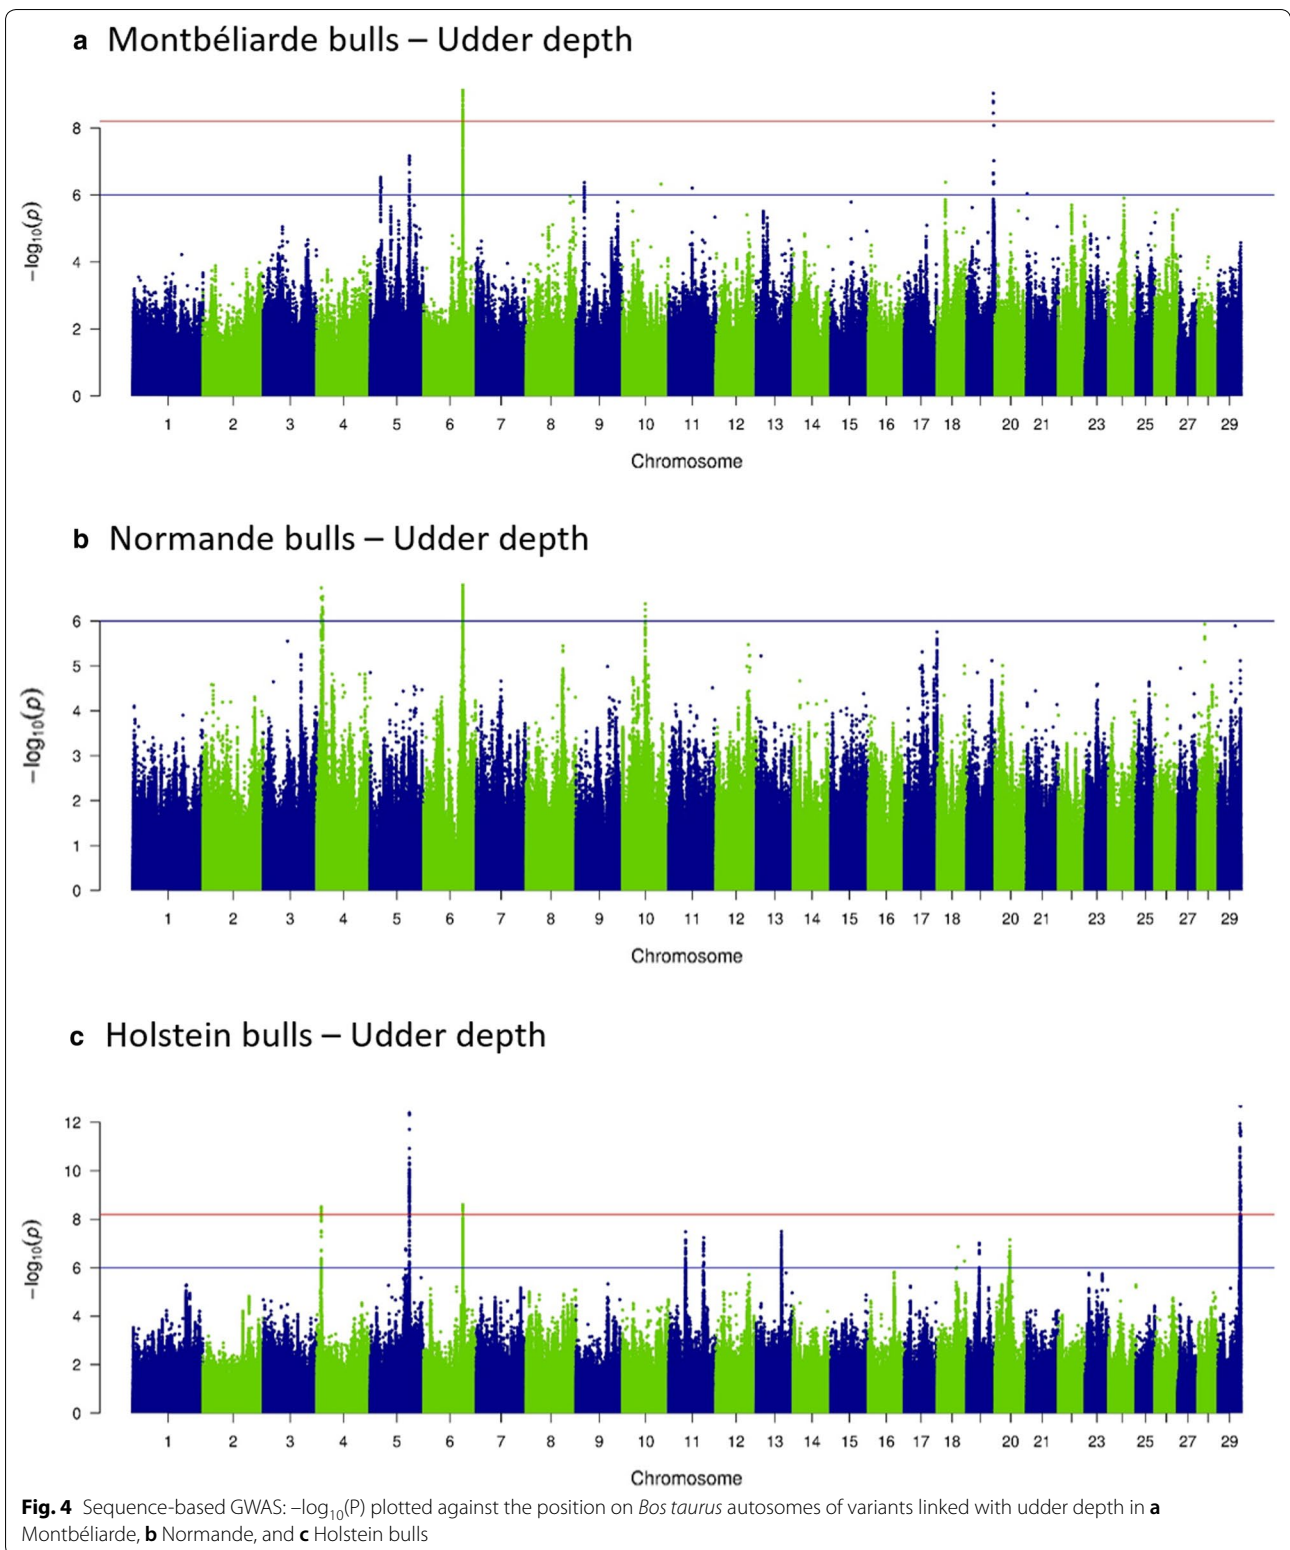 a Montbéliarde bulls – Udder depth
8
6
4
2
0
–log10(p)
1 2 3 4 5 6 7 8 9 10 11 12 13 14 15 16 17 18 20 21 23 25 27 29
Chromosome
b Normande bulls – Udder depth
6
5
4
3
2
1
0
–log10(p)
1 2 3 4 5 6 7 8 9 10 11 12 13 14 15 16 17 18 20 21 23 25 27 29
Chromosome
c Holstein bulls – Udder depth
12
10
8
6
4
2
0
–log10(p)
1 2 3 4 5 6 7 8 9 10 11 12 13 14 15 16 17 18 20 21 23 25 27 29
Chromosome
Fig. 4 Sequence-based GWAS: –log10(P) plotted against the position on Bos taurus autosomes of variants linked with udder depth in a
Montbéliarde, b Normande, and c Holstein bulls